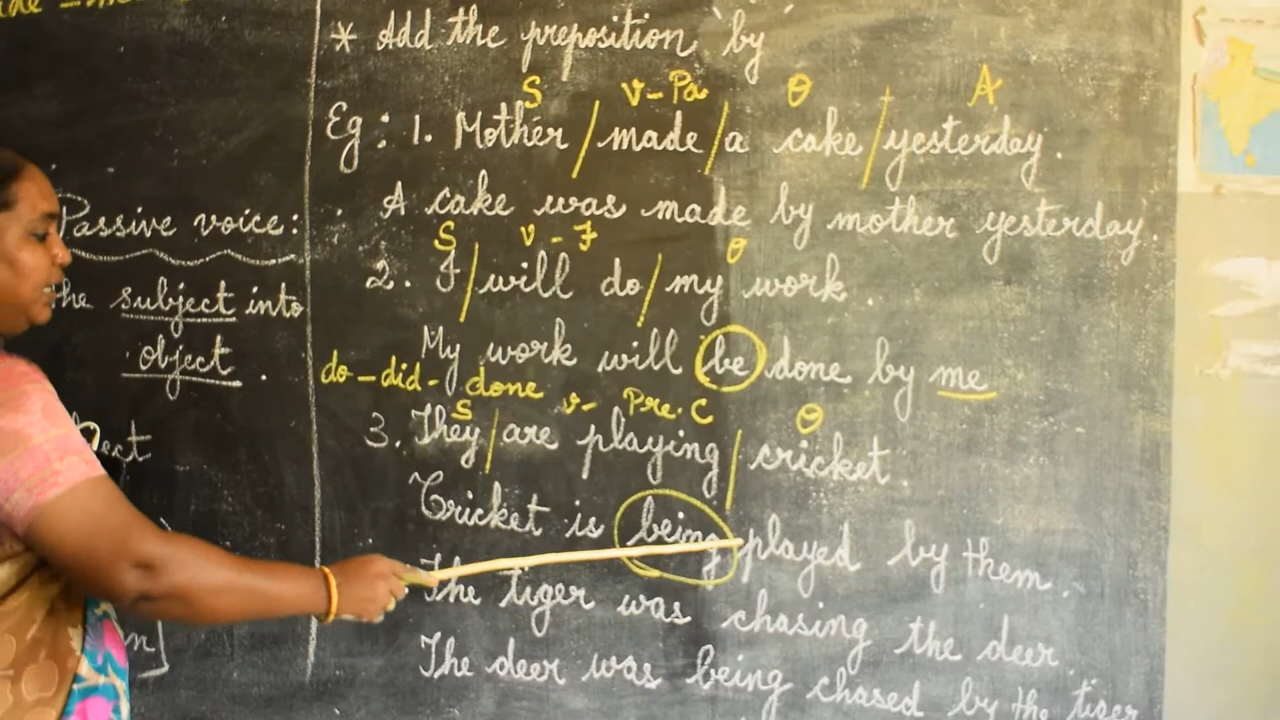 Passive voice:
the subject into
object.
* Add the preposition 'by'
S V-Pa O A
Eg: 1. Mother / made / a cake / yesterday.
A cake was made by mother yesterday.
S V - F O
2. I / will do / my work.
My work will be done by me
do - did - done
S V- Pre. C O
3. They / are playing / cricket.
Cricket is being played by them.
The tiger was chasing the deer.
The deer was being chased by the tiger